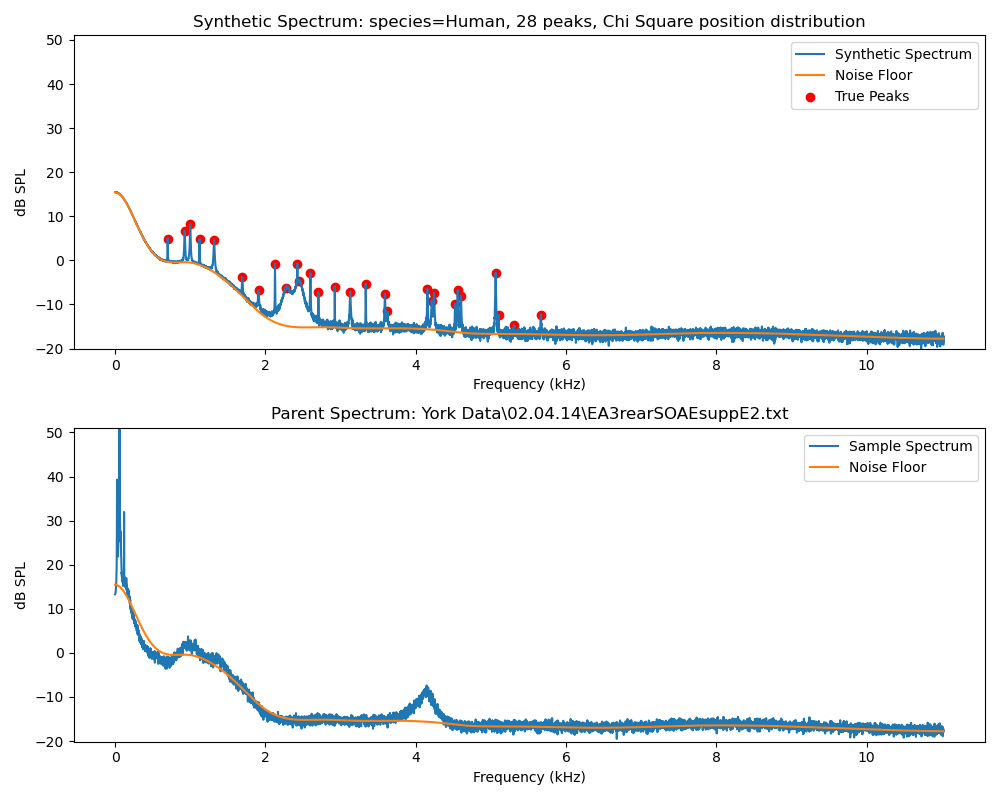 Synthetic Spectrum: species=Human, 28 peaks, Chi Square position distribution
50
40
30
20
10
0
−10
−20
dB SPL
Synthetic Spectrum
Noise Floor
True Peaks
0 2 4 6 8 10
Frequency (kHz)
Parent Spectrum: York Data\02.04.14\EA3rearSOAEsuppE2.txt
50
40
30
20
10
0
−10
−20
dB SPL
Sample Spectrum
Noise Floor
0 2 4 6 8 10
Frequency (kHz)